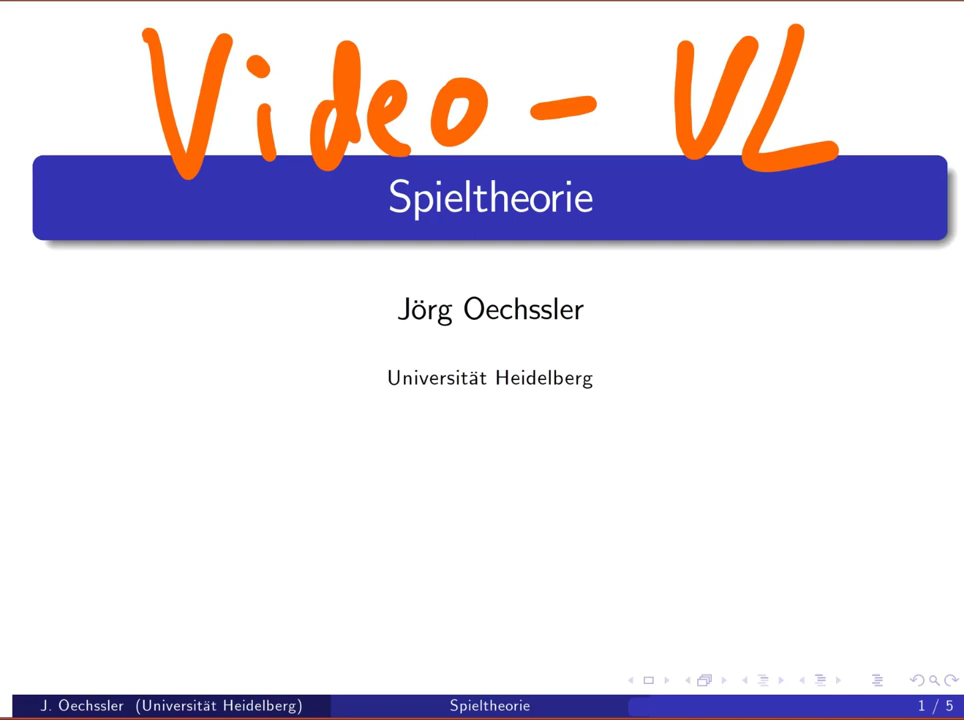 Video - VL
Spieltheorie
Jörg Oechssler
Universität Heidelberg
J. Oechssler (Universität Heidelberg) Spieltheorie 1 / 5